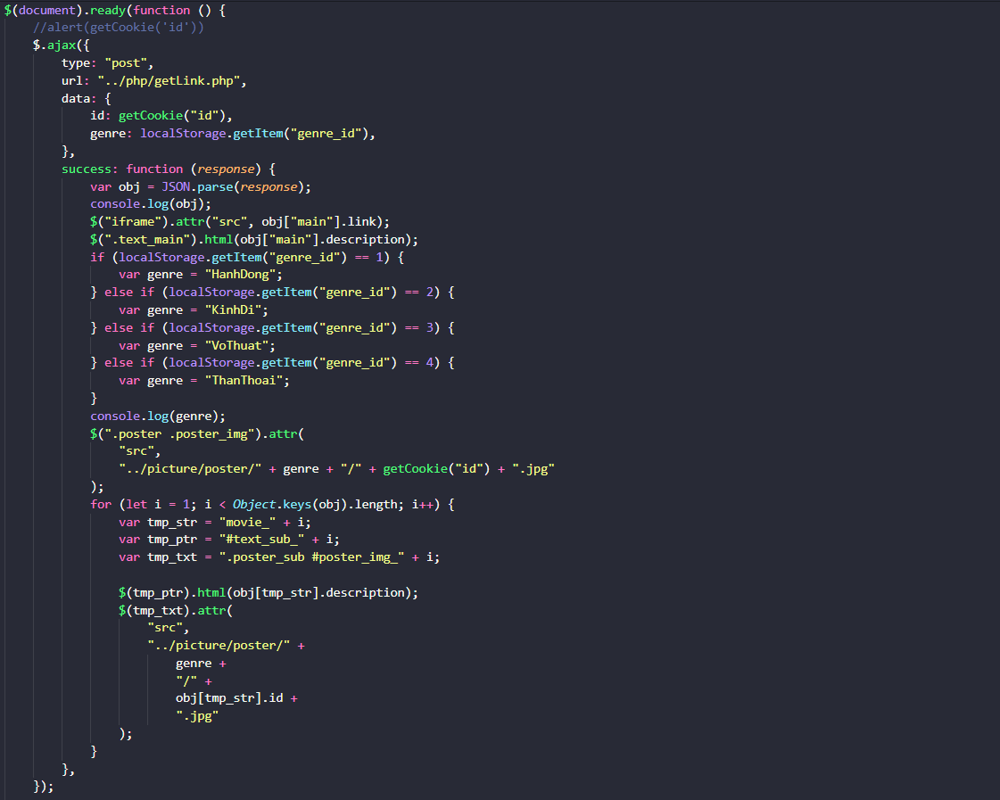 $(document).ready(function () {
    //alert(getCookie('id'))
    $.ajax({
        type: "post",
        url: "../php/getLink.php",
        data: {
            id: getCookie("id"),
            genre: localStorage.getItem("genre_id"),
        },
        success: function (response) {
            var obj = JSON.parse(response);
            console.log(obj);
            $("iframe").attr("src", obj["main"].link);
            $(".text_main").html(obj["main"].description);
            if (localStorage.getItem("genre_id") == 1) {
                var genre = "HanhDong";
            } else if (localStorage.getItem("genre_id") == 2) {
                var genre = "KinhDi";
            } else if (localStorage.getItem("genre_id") == 3) {
                var genre = "VoThuat";
            } else if (localStorage.getItem("genre_id") == 4) {
                var genre = "ThanThoai";
            }
            console.log(genre);
            $(".poster .poster_img").attr(
                "src",
                "../picture/poster/" + genre + "/" + getCookie("id") + ".jpg"
            );
            for (let i = 1; i < Object.keys(obj).length; i++) {
                var tmp_str = "movie_" + i;
                var tmp_ptr = "#text_sub_" + i;
                var tmp_txt = ".poster_sub #poster_img_" + i;

                $(tmp_ptr).html(obj[tmp_str].description);
                $(tmp_txt).attr(
                    "src",
                    "../picture/poster/" +
                        genre +
                        "/" +
                        obj[tmp_str].id +
                        ".jpg"
                );
            }
        },
    });